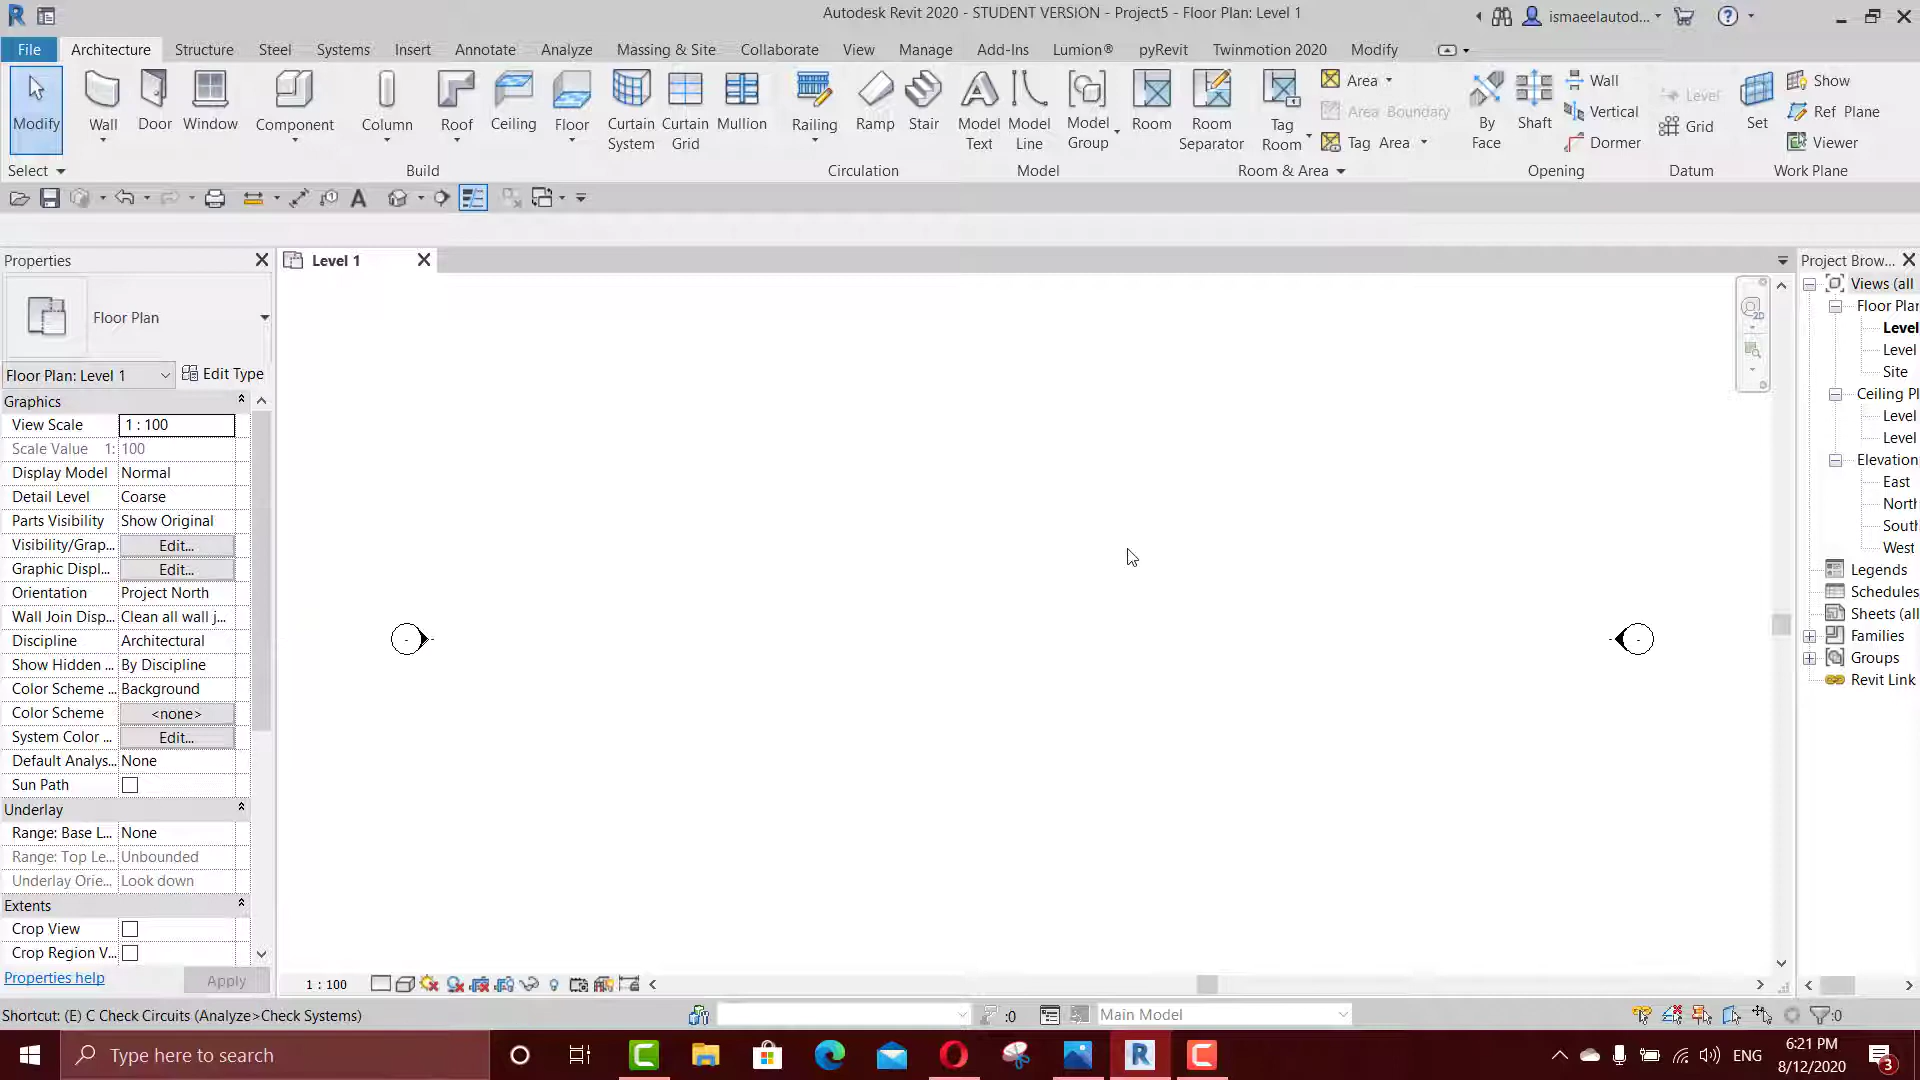 Autodesk Revit 2020 - STUDENT VERSION - Project5 - Floor Plan: Level 1
ismaeelautod...
File Architecture Structure Steel Systems Insert Annotate Analyze Massing & Site Collaborate View Manage Add-Ins Lumion® pyRevit Twinmotion 2020 Modify
Modify Wall Door Window Component Column Roof Ceiling Floor Curtain System Curtain Grid Mullion Railing Ramp Stair Model Text Model Line Model Group Room Room Separator Tag Room Area Area Boundary Tag Area By Face Shaft Wall Vertical Dormer Level Grid Set Show Ref Plane Viewer
Select Build Circulation Model Room & Area Opening Datum Work Plane
Properties
Floor Plan
Floor Plan: Level 1 Edit Type
Graphics
View Scale 1 : 100
Scale Value 1: 100
Display Model Normal
Detail Level Coarse
Parts Visibility Show Original
Visibility/Grap... Edit...
Graphic Displ... Edit...
Orientation Project North
Wall Join Disp... Clean all wall j...
Discipline Architectural
Show Hidden ... By Discipline
Color Scheme ... Background
Color Scheme <none>
System Color ... Edit...
Default Analys... None
Sun Path
Underlay
Range: Base L... None
Range: Top Le... Unbounded
Underlay Orie... Look down
Extents
Crop View
Crop Region V...
Properties help Apply
Level 1
2D
1 : 100
Project Brow...
Views (all
Floor Plan
Level
Level
Site
Ceiling Pl
Level
Level
Elevation
East
North
South
West
Legends
Schedules
Sheets (all
Families
Groups
Revit Link
Shortcut: (E) C Check Circuits (Analyze>Check Systems)
:0
Main Model
:0
Type here to search
ENG
6:21 PM
8/12/2020
3